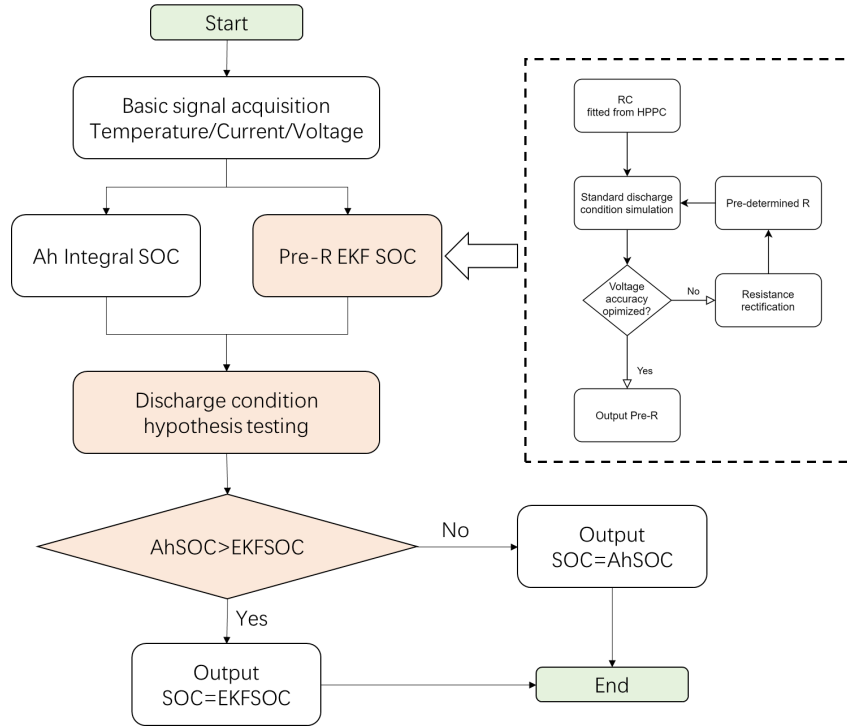 Start
Basic signal acquisition
Temperature/Current/Voltage
Ah Integral SOC
Pre-R EKF SOC
Discharge condition
hypothesis testing
AhSOC>EKFSOC
No
Output
SOC=AhSOC
Yes
Output
SOC=EKFSOC
End
RC
fitted from HPPC
Standard discharge
condition simulation
Pre-determined R
Voltage
accuracy
opimized?
No
Resistance
rectification
Yes
Output Pre-R